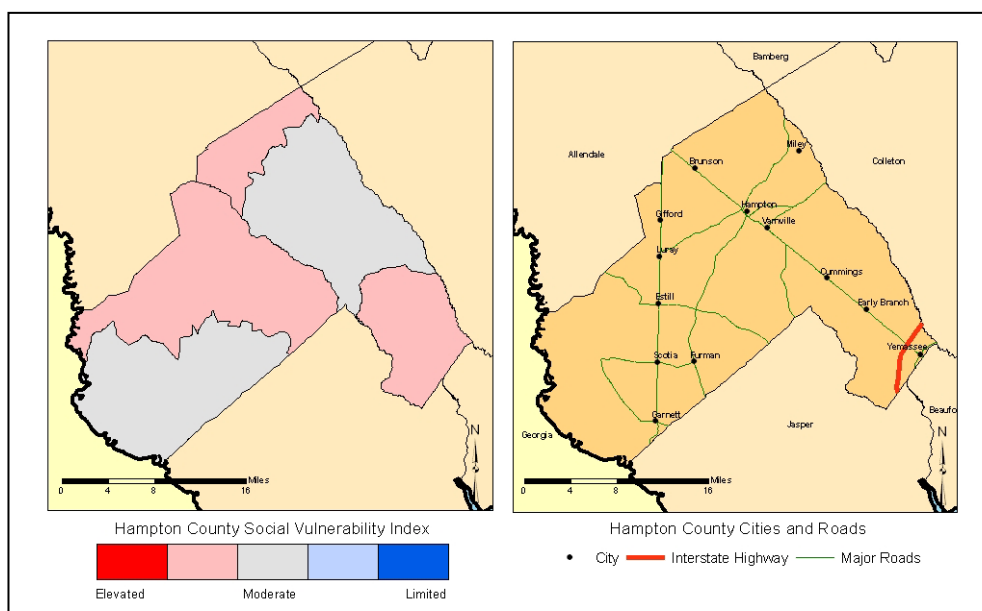 N
0 4 8 16 Miles
Hampton County Social Vulnerability Index
Elevated Moderate Limited
Bamberg
Allendale
Miley
Colleton
Brunson
Hampton
Gifford
Varnville
Luray
Cummings
Estill
Early Branch
Yemassee
Scotia
Furman
Garnett
Beaufo
Georgia
Jasper
N
0 4 8 16 Miles
Hampton County Cities and Roads
City Interstate Highway Major Roads